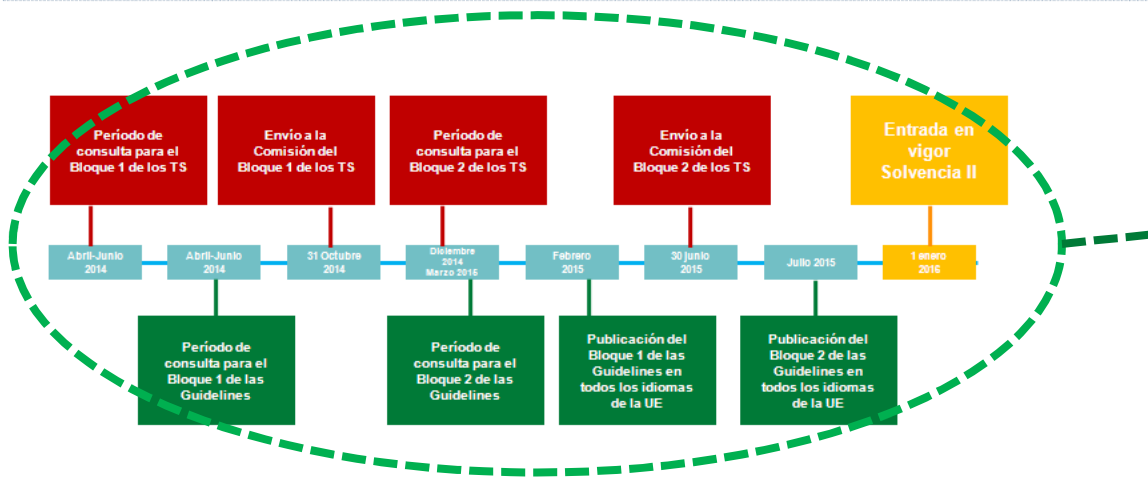 Período de
consulta para el
Bloque 1 de los TS
Envío a la
Comisión del
Bloque 1 de los TS
Período de
consulta para el
Bloque 2 de los TS
Envío a la
Comisión del
Bloque 2 de los TS
Entrada en
vigor
Solvencia II
Abril-Junio
2014
Abril-Junio
2014
31 Octubre
2014
Diciembre
2014
Marzo 2015
Febrero
2015
30 junio
2015
Julio 2015
1 enero
2016
Período de
consulta para el
Bloque 1 de las
Guidelines
Período de
consulta para el
Bloque 2 de las
Guidelines
Publicación del
Bloque 1 de las
Guidelines en
todos los idiomas
de la UE
Publicación del
Bloque 2 de las
Guidelines en
todos los idiomas
de la UE